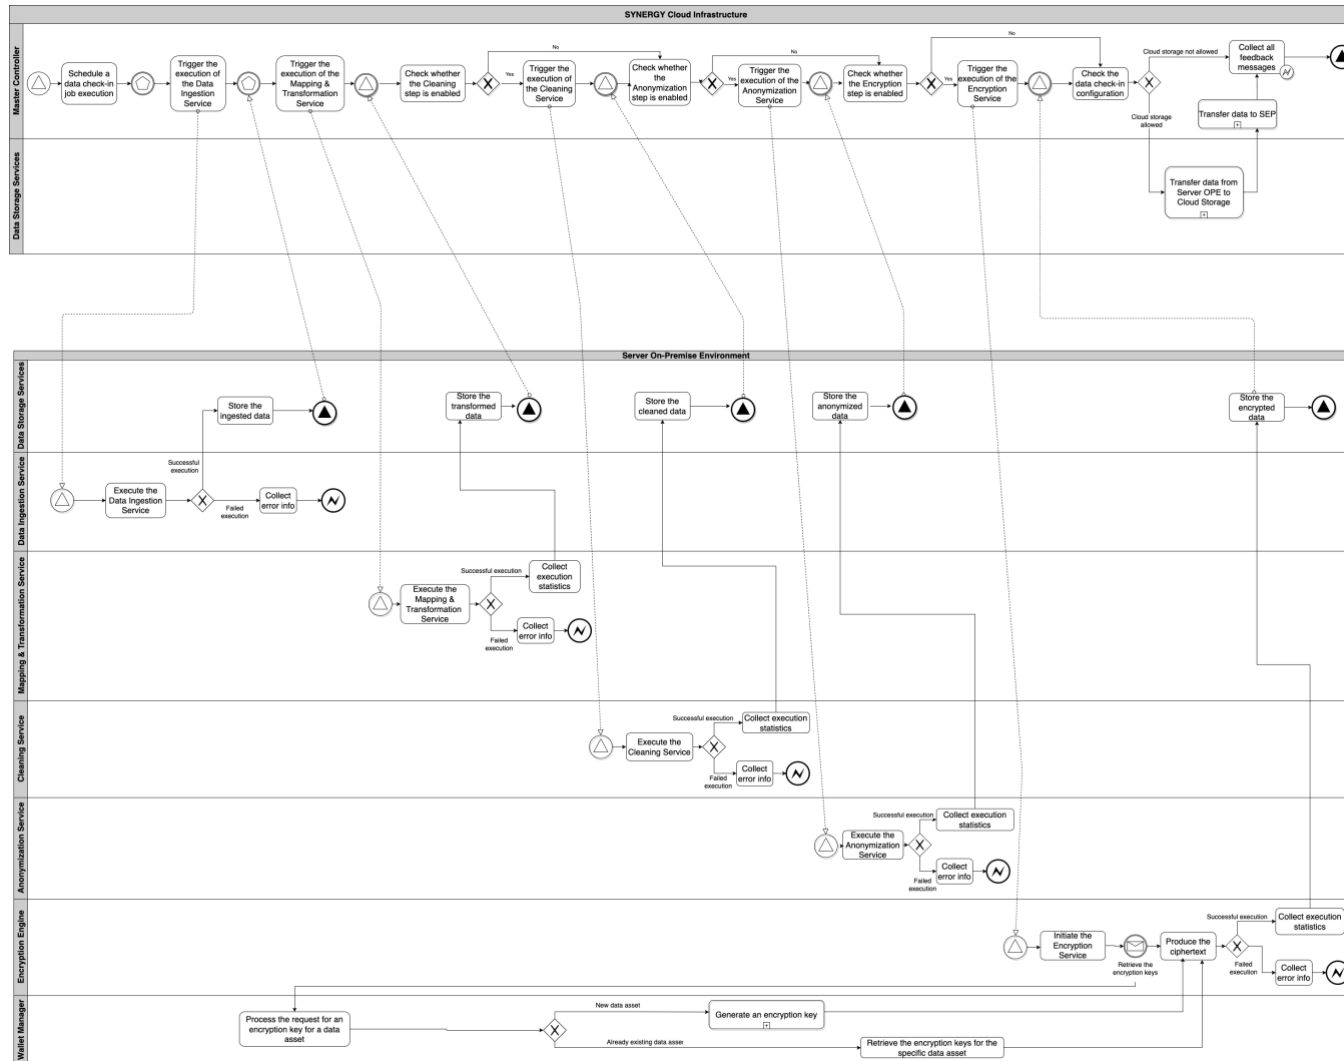 SYNERGY Cloud Infrastructure
Master Controller
Schedule a
data check-in
job execution
Trigger the
execution of
the Data
Ingestion
Service
Trigger
the execution
of the Mapping &
Transformation
Service
Check whether
the Cleaning
step is enabled
No
Yes
Trigger the
execution of
the Cleaning
Service
Check whether
the
Anonymization
step is enabled
No
Yes
Trigger the
execution of the
Anonymization
Service
Check whether
the Encryption
step is enabled
No
Yes
Trigger the
execution of the
Encryption
Service
Check the
data check-in
configuration
Cloud storage not allowed
Cloud storage
allowed
Collect all
feedback
messages
Transfer data to SEP
Data Storage Services
Transfer data from
Server OPE to
Cloud Storage
Server On-Premise Environment
Data Storage Services
Store the
ingested data
Store the
transformed
data
Store the
cleaned data
Store the
anonymized
data
Store the
encrypted
data
Data Ingestion Service
Execute the
Data Ingestion
Service
Successful
execution
Failed
execution
Collect
error info
Mapping & Transformation Service
Execute the
Mapping &
Transformation
Service
Successful execution
Collect
execution
statistics
Failed
execution
Collect
error info
Cleaning Service
Execute the
Cleaning Service
Successful execution
Collect execution
statistics
Failed
execution
Collect
error info
Anonymization Service
Execute the
Anonymization
Service
Successful execution
Collect execution
statistics
Failed
execution
Collect
error info
Encryption Engine
Initiate the
Encryption
Service
Retrieve the
encryption keys
Produce the
ciphertext
Successful execution
Collect execution
statistics
Failed
execution
Collect
error info
Wallet Manager
Process the request for an
encryption key for a data
asset
New data asset
Generate an encryption key
Already existing data asset
Retrieve the encryption keys for the
specific data asset